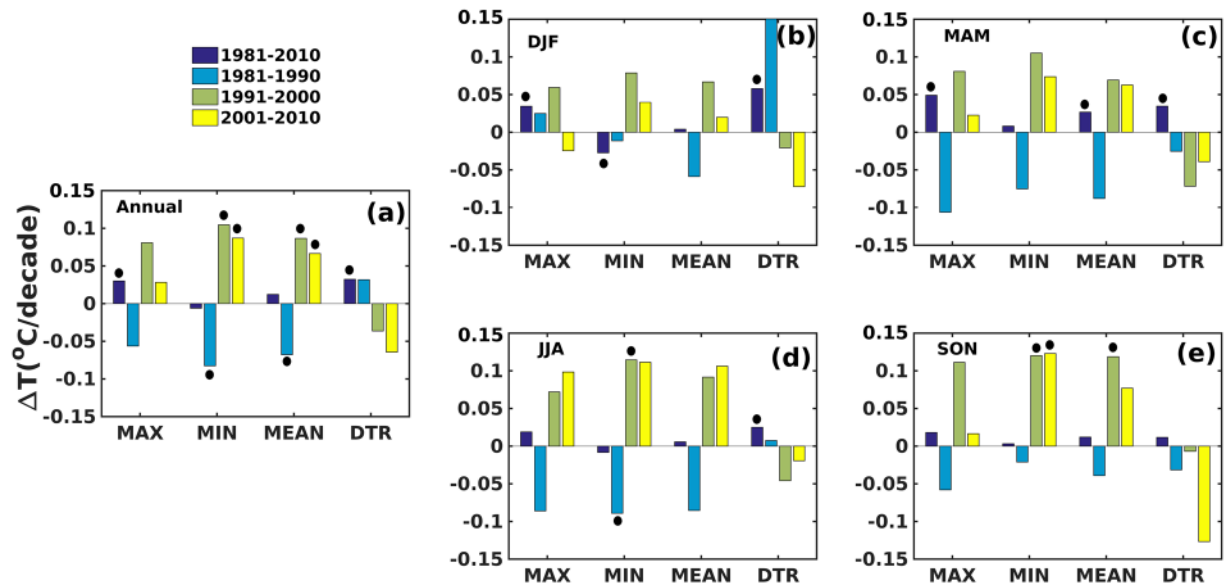 1981-2010
1981-1990
1991-2000
2001-2010
ΔT(°C/decade)
Annual
(a)
0.15
0.1
0.05
0
-0.05
-0.1
-0.15
MAX MIN MEAN DTR
DJF
(b)
0.15
0.1
0.05
0
-0.05
-0.1
-0.15
MAX MIN MEAN DTR
MAM
(c)
0.15
0.1
0.05
0
-0.05
-0.1
-0.15
MAX MIN MEAN DTR
JJA
(d)
0.15
0.1
0.05
0
-0.05
-0.1
-0.15
MAX MIN MEAN DTR
SON
(e)
0.15
0.1
0.05
0
-0.05
-0.1
-0.15
MAX MIN MEAN DTR